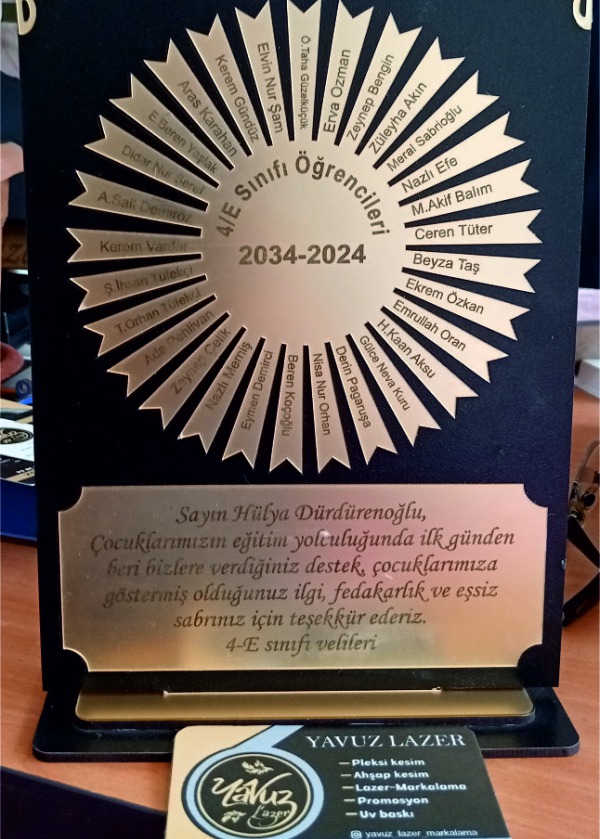 4/E Sınıfı Öğrencileri
2034-2024
Ö.Taha Güzelküçük
Erva Ozman
Zeynep Bengin
Züleyha Akın
Meral Sabrioğlu
Nazlı Efe
M.Akif Balım
Ceren Tüter
Beyza Taş
Ekrem Özkan
Emrullah Oran
H.Kaan Aksu
Gülce Neva Kuru
Derin Pagaruşa
Nisa Nur Orhan
Beren Koçoğlu
Eymen Demirci
Nazlı Memiş
Zeynep Çelik
Ada Pehlivan
T.Orhan Tülekçi
Ş.İhsan Tülekçi
Kerem
A.Sait Demiröz
Didar Nur Şeref
E.Beren Yaşlak
Aras Karahan
Kerem Gündüz
Elvin Nur Şam
Sayın Hülya Dürdürenoğlu,
Çocuklarımızın eğitim yolculuğunda ilk günden
beri bizlere verdiğiniz destek, çocuklarımıza
göstermiş olduğunuz ilgi, fedakarlık ve eşsiz
sabrınız için teşekkür ederiz.
4-E sınıfı velileri
YAVUZ LAZER
Pleksi kesim
Ahşap kesim
Lazer-Markalama
Promosyon
Uv baskı
yavuz_lazer_markalama
Yavuz
Lazer